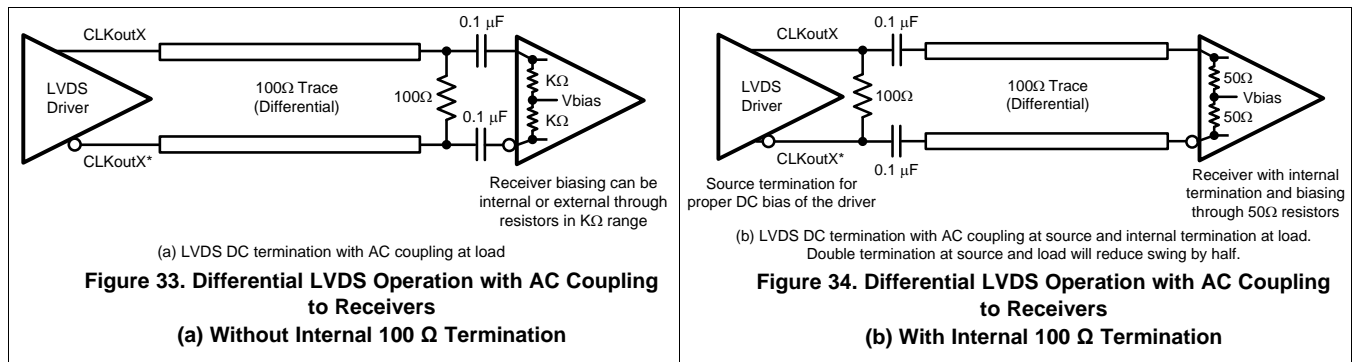 CLKoutX
0.1 μF
LVDS
Driver
100Ω Trace
(Differential)
100Ω
0.1 μF
KΩ
Vbias
KΩ
CLKoutX*
Receiver biasing can be
internal or external through
resistors in KΩ range
(a) LVDS DC termination with AC coupling at load
Figure 33. Differential LVDS Operation with AC Coupling
to Receivers
(a) Without Internal 100 Ω Termination
CLKoutX
0.1 μF
LVDS
Driver
100Ω
100Ω Trace
(Differential)
50Ω
Vbias
50Ω
CLKoutX*
0.1 μF
Source termination for
proper DC bias of the driver
Receiver with internal
termination and biasing
through 50Ω resistors
(b) LVDS DC termination with AC coupling at source and internal termination at load.
Double termination at source and load will reduce swing by half.
Figure 34. Differential LVDS Operation with AC Coupling
to Receivers
(b) With Internal 100 Ω Termination